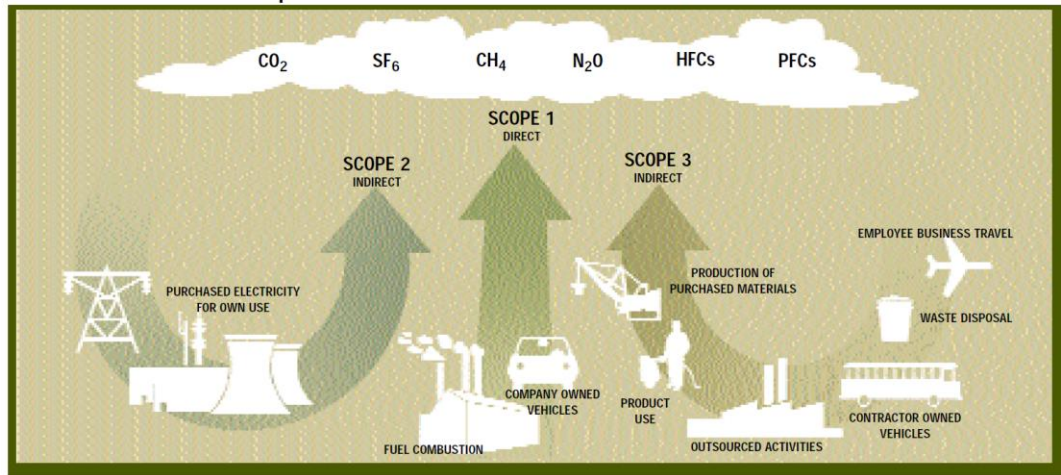 CO2
SF6
CH4
N2O
HFCs
PFCs
SCOPE 1
DIRECT
SCOPE 2
INDIRECT
SCOPE 3
INDIRECT
EMPLOYEE BUSINESS TRAVEL
PURCHASED ELECTRICITY
FOR OWN USE
PRODUCTION OF
PURCHASED MATERIALS
WASTE DISPOSAL
COMPANY OWNED
VEHICLES
PRODUCT
USE
CONTRACTOR OWNED
VEHICLES
FUEL COMBUSTION
OUTSOURCED ACTIVITIES